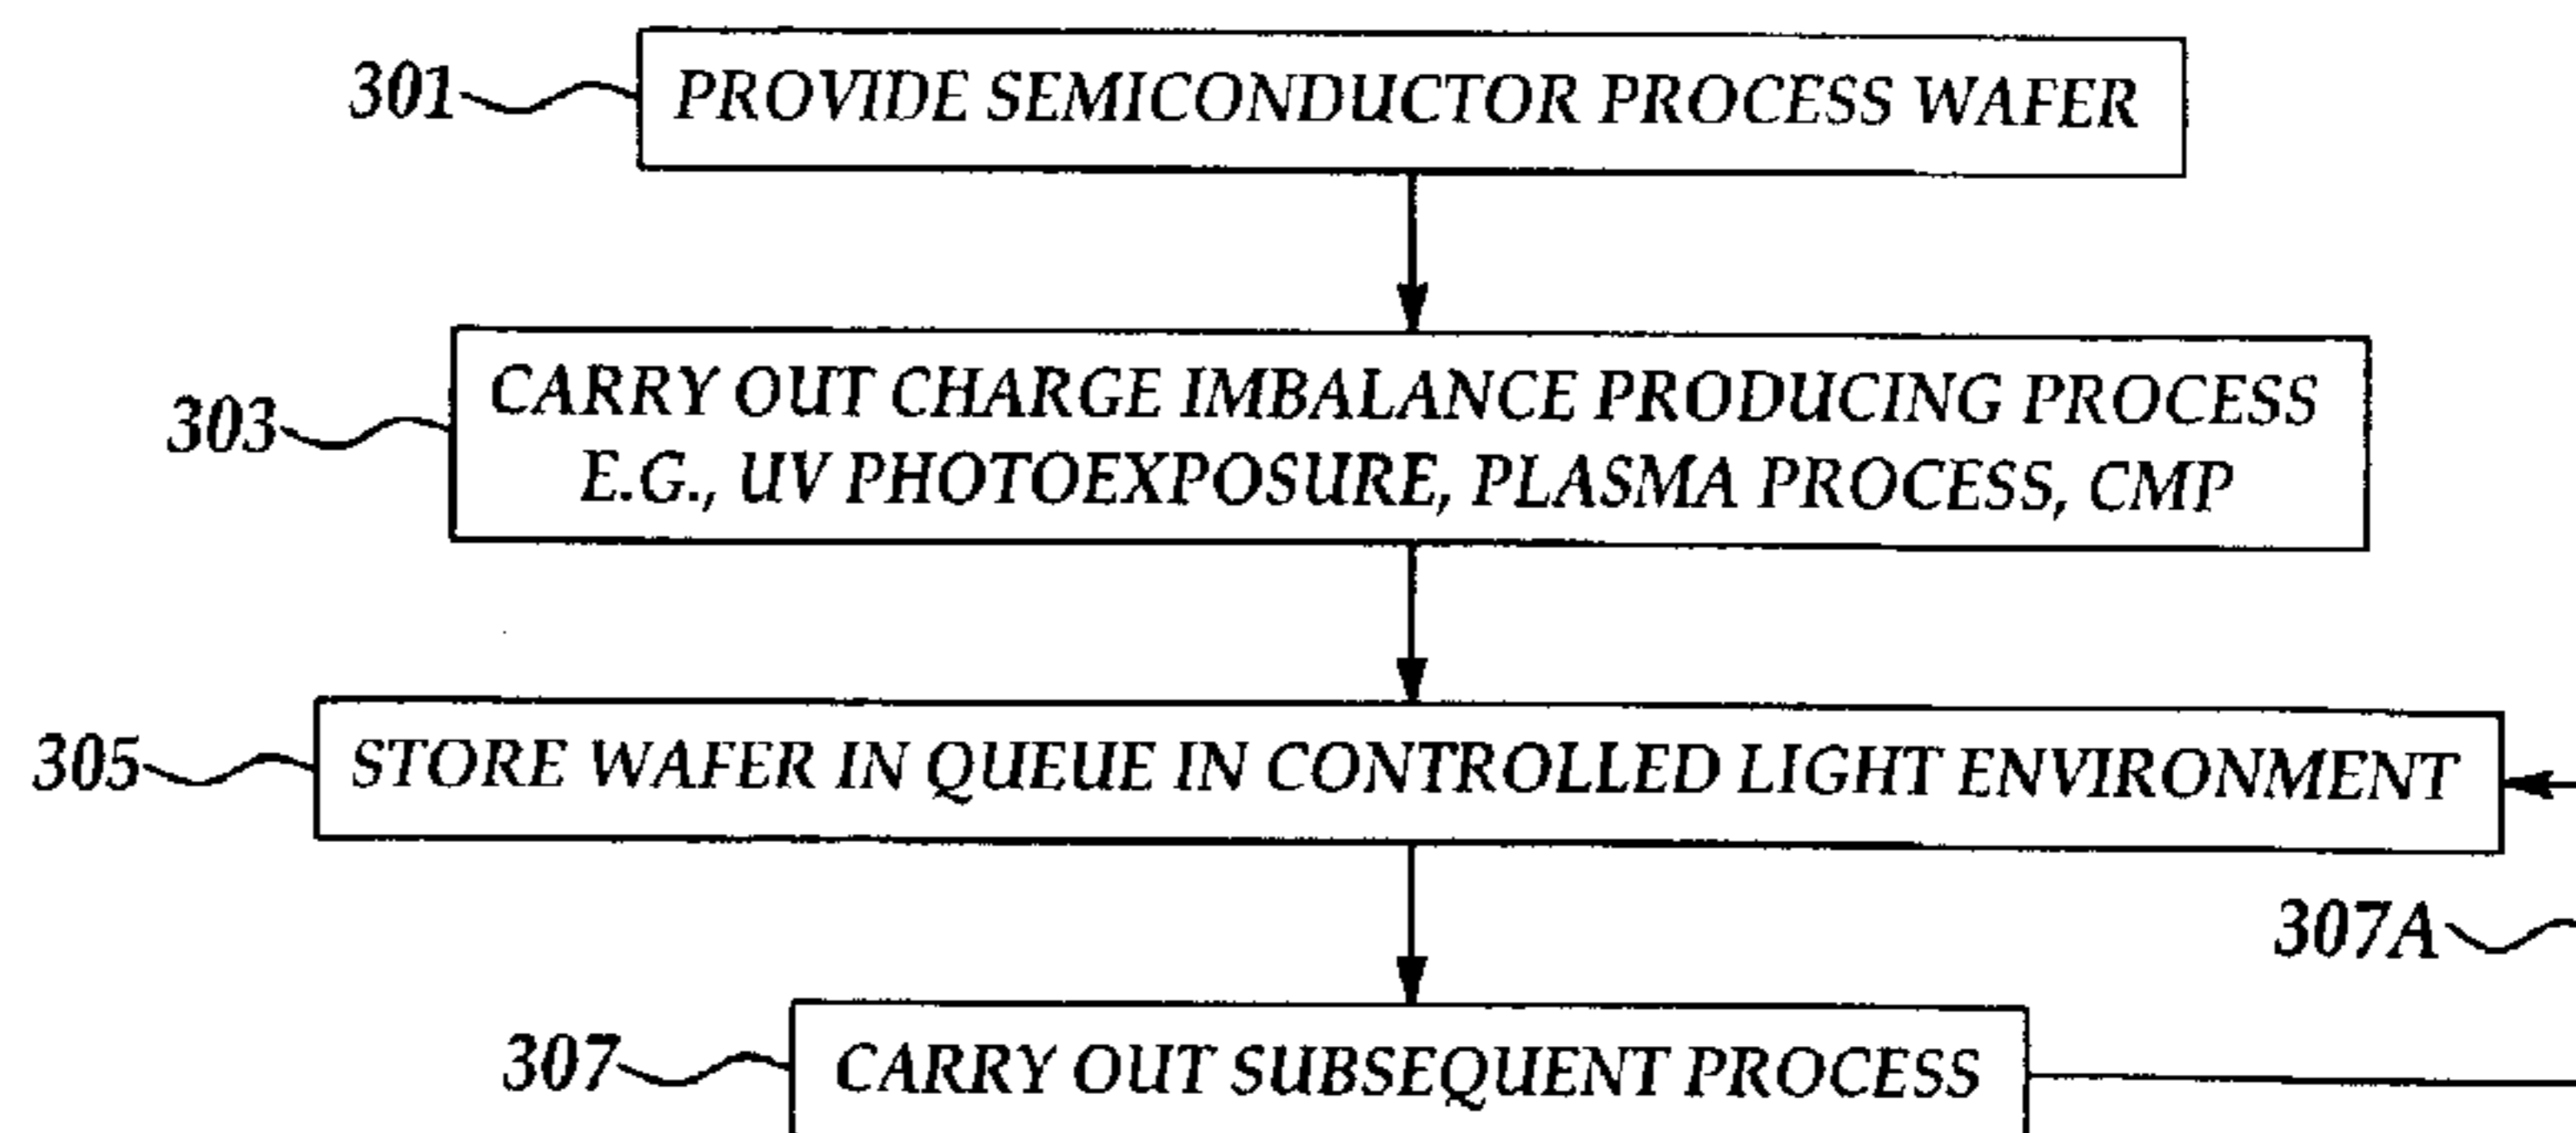 301 PROVIDE SEMICONDUCTOR PROCESS WAFER
303 CARRY OUT CHARGE IMBALANCE PRODUCING PROCESS
E.G., UV PHOTOEXPOSURE, PLASMA PROCESS, CMP
305 STORE WAFER IN QUEUE IN CONTROLLED LIGHT ENVIRONMENT
307A
307 CARRY OUT SUBSEQUENT PROCESS